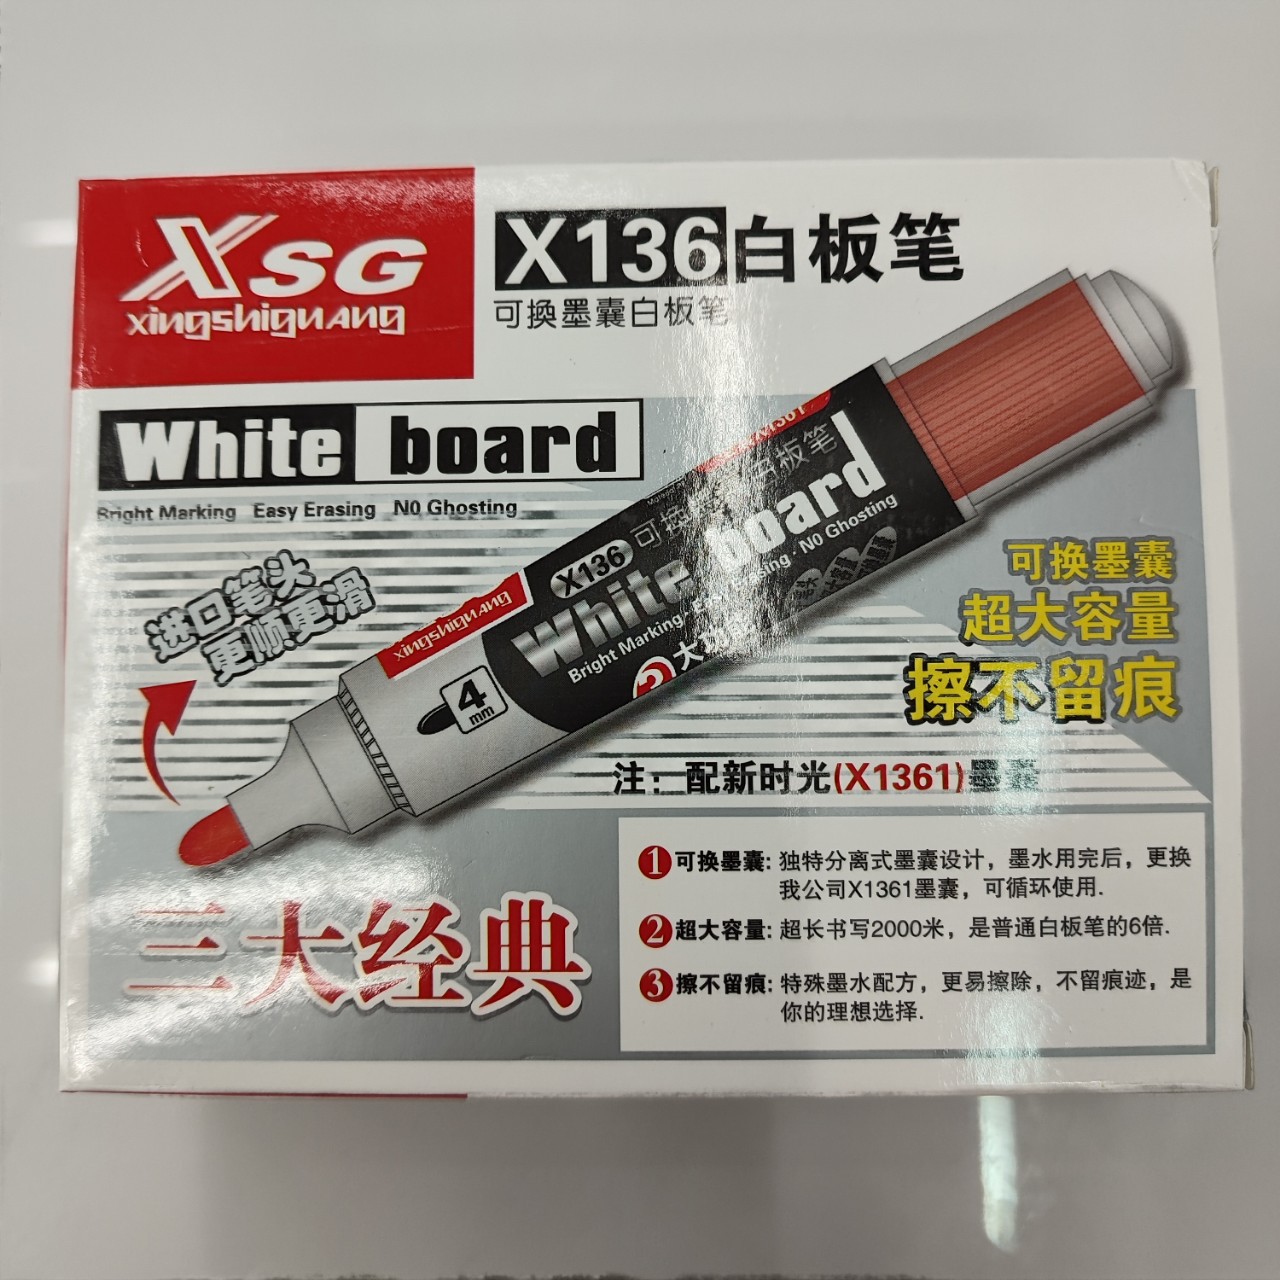 XSG
xingshiguang
X136白板笔
可换墨囊白板笔
White board
Bright Marking Easy Erasing N0 Ghosting
进口笔头
更顺更滑
X136
White board
Bright Marking
N0 Ghosting
xingshiguang
4
mm
可换墨囊
超大容量
擦不留痕
注：配新时光(X1361)墨囊
三大经典
1 可换墨囊: 独特分离式墨囊设计，墨水用完后，更换
我公司X1361墨囊，可循环使用.
2 超大容量: 超长书写2000米，是普通白板笔的6倍.
3 擦不留痕: 特殊墨水配方，更易擦除，不留痕迹，是
你的理想选择.